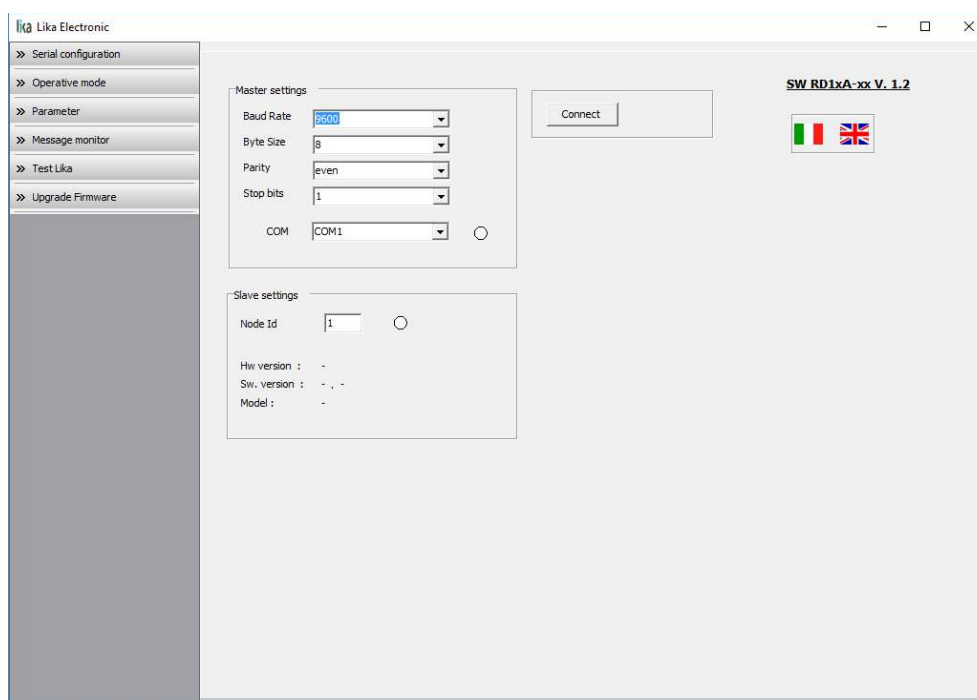 lika Lika Electronic
» Serial configuration
» Operative mode
» Parameter
» Message monitor
» Test Lika
» Upgrade Firmware
Master settings
Baud Rate 9600
Byte Size 8
Parity even
Stop bits 1
COM COM1
Connect
SW RD1xA-xx V. 1.2
Slave settings
Node Id 1
Hw version : -
Sw. version : - . -
Model : -